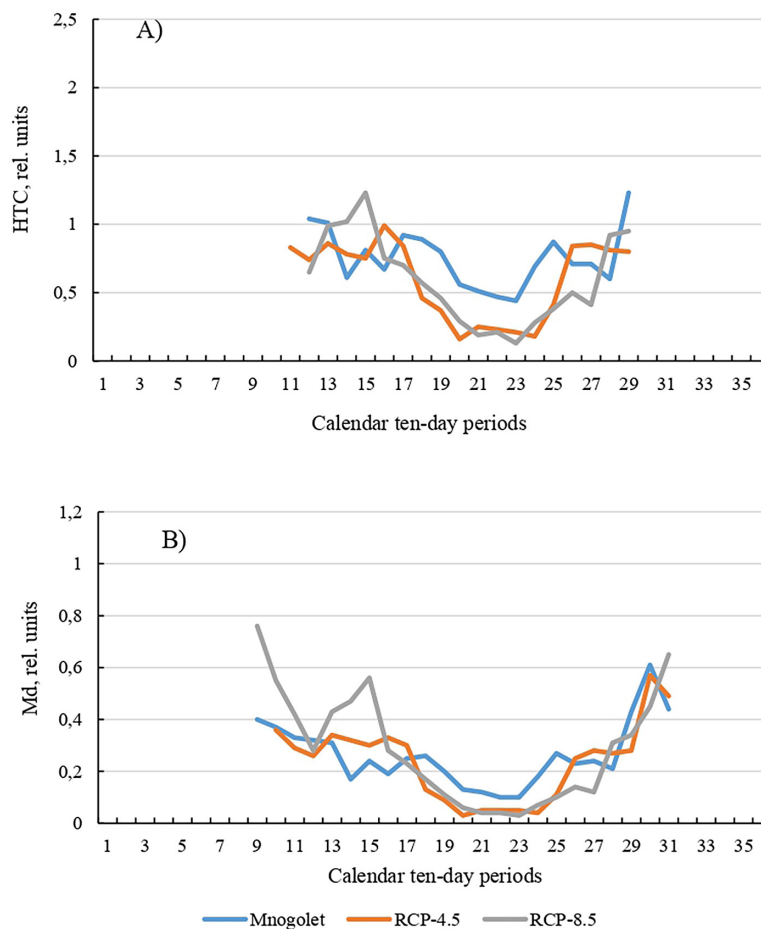 A)
HTC, rel. units
2,5
2
1,5
1
0,5
0
1 3 5 7 9 11 13 15 17 19 21 23 25 27 29 31 33 35
Calendar ten-day periods
B)
Md, rel. units
1,2
1
0,8
0,6
0,4
0,2
0
1 3 5 7 9 11 13 15 17 19 21 23 25 27 29 31 33 35
Calendar ten-day periods
Mnogolet RCP-4.5 RCP-8.5